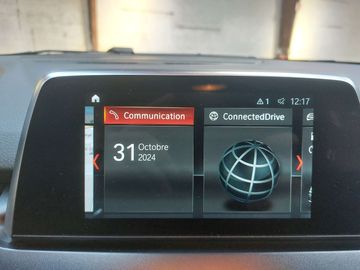 1 12:17
Communication
ConnectedDrive
31 Octobre
2024